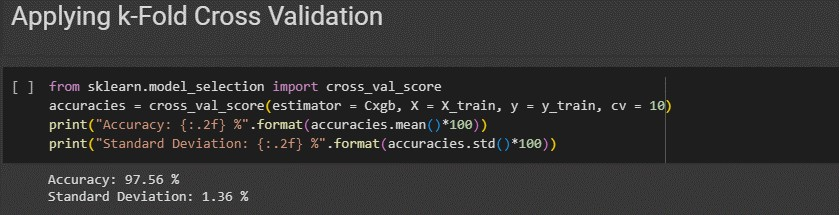 Applying k-Fold Cross Validation
[ ] from sklearn.model_selection import cross_val_score
accuracies = cross_val_score(estimator = Cxgb, X = X_train, y = y_train, cv = 10)
print("Accuracy: {:.2f} %".format(accuracies.mean()*100))
print("Standard Deviation: {:.2f} %".format(accuracies.std()*100))
Accuracy: 97.56 %
Standard Deviation: 1.36 %